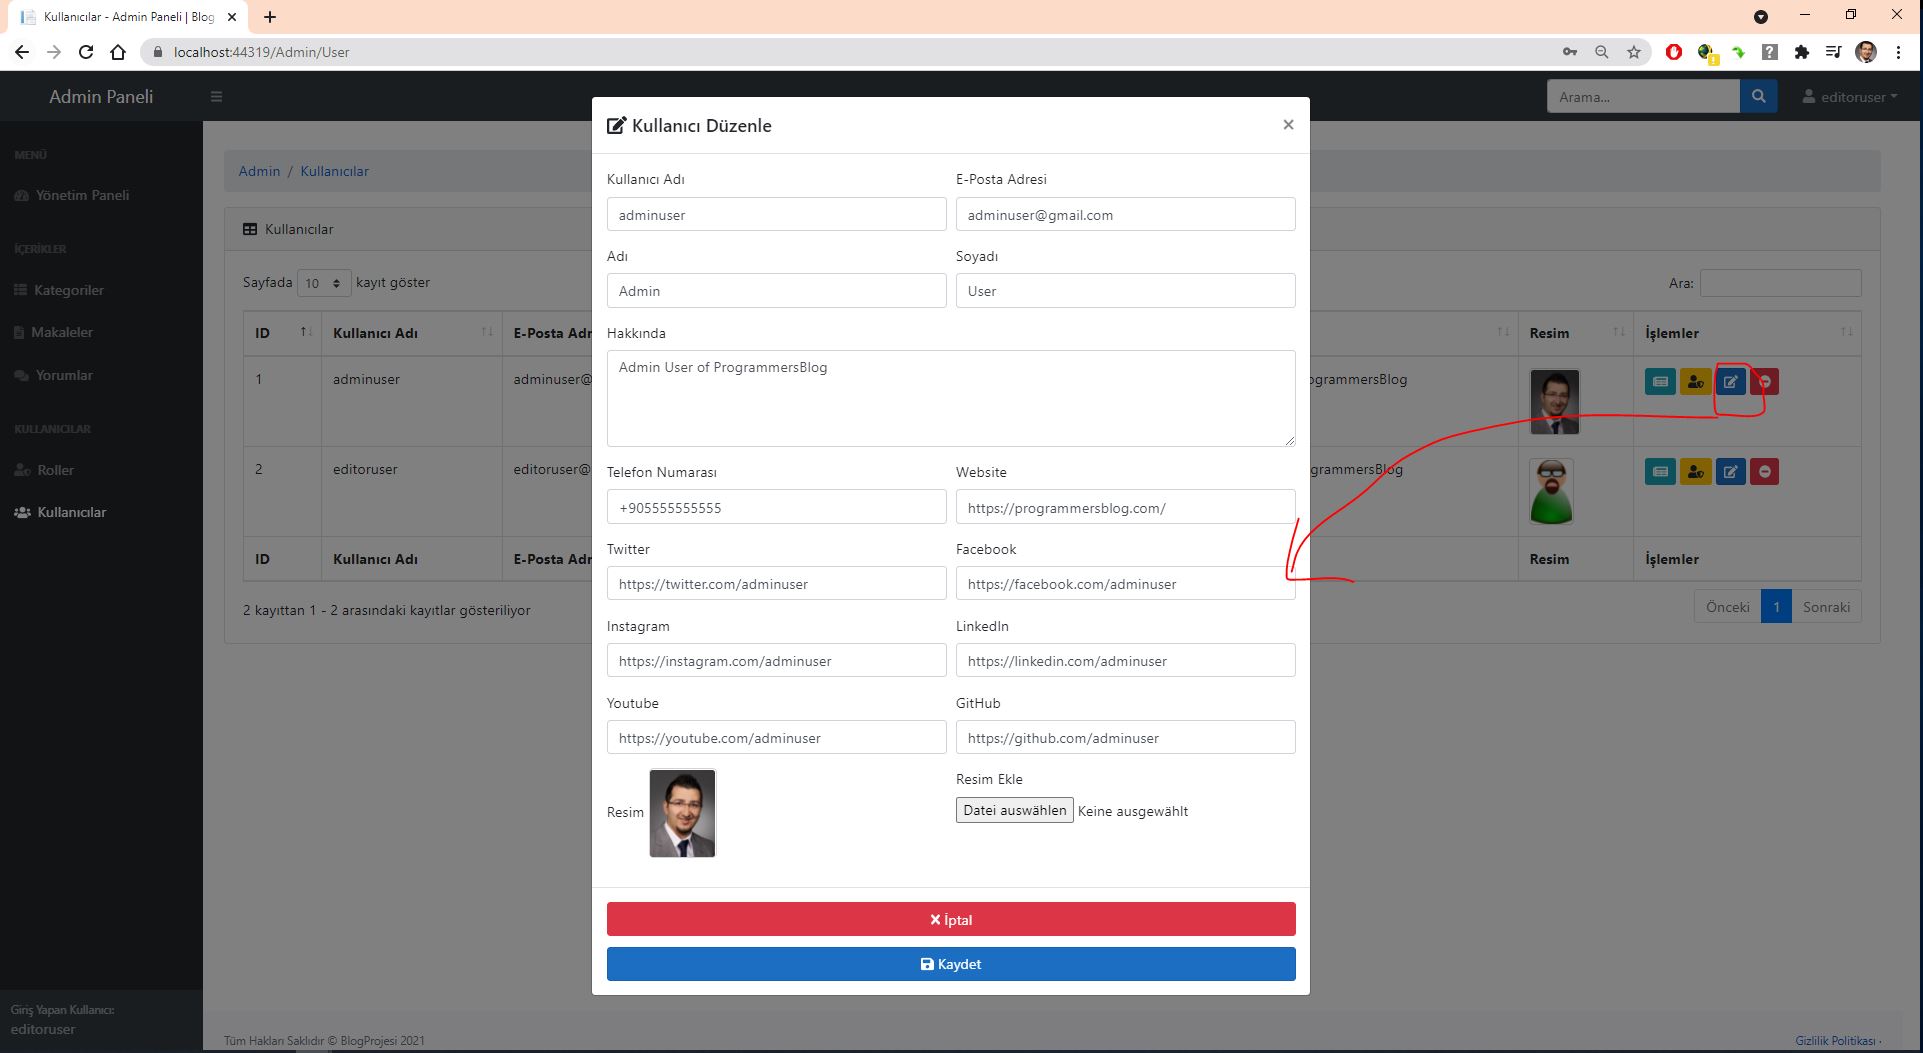 Kullanıcılar - Admin Paneli | Blog
localhost:44319/Admin/User
Admin Paneli
Arama...
editoruser
MENÜ
Yönetim Paneli
İÇERİKLER
Kategoriler
Makaleler
Yorumlar
KULLANICILAR
Roller
Kullanıcılar
Giriş Yapan Kullanıcı:
editoruser
Admin / Kullanıcılar
Kullanıcılar
Sayfada 10 kayıt göster
Ara:
ID Kullanıcı Adı E-Posta Adr Resim İşlemler
1 adminuser adminuser@ ogrammersBlog
2 editoruser editoruser@ grammersBlog
ID Kullanıcı Adı E-Posta Adr Resim İşlemler
2 kayıttan 1 - 2 arasındaki kayıtlar gösteriliyor
Önceki 1 Sonraki
Kullanıcı Düzenle
×
Kullanıcı Adı E-Posta Adresi
adminuser adminuser@gmail.com
Adı Soyadı
Admin User
Hakkında
Admin User of ProgrammersBlog
Telefon Numarası Website
+905555555555 https://programmersblog.com/
Twitter Facebook
https://twitter.com/adminuser https://facebook.com/adminuser
Instagram LinkedIn
https://instagram.com/adminuser https://linkedin.com/adminuser
Youtube GitHub
https://youtube.com/adminuser https://github.com/adminuser
Resim Resim Ekle
Datei auswählen Keine ausgewählt
İptal
Kaydet
Tüm Hakları Saklıdır © BlogProjesi 2021
Gizlilik Politikası ·